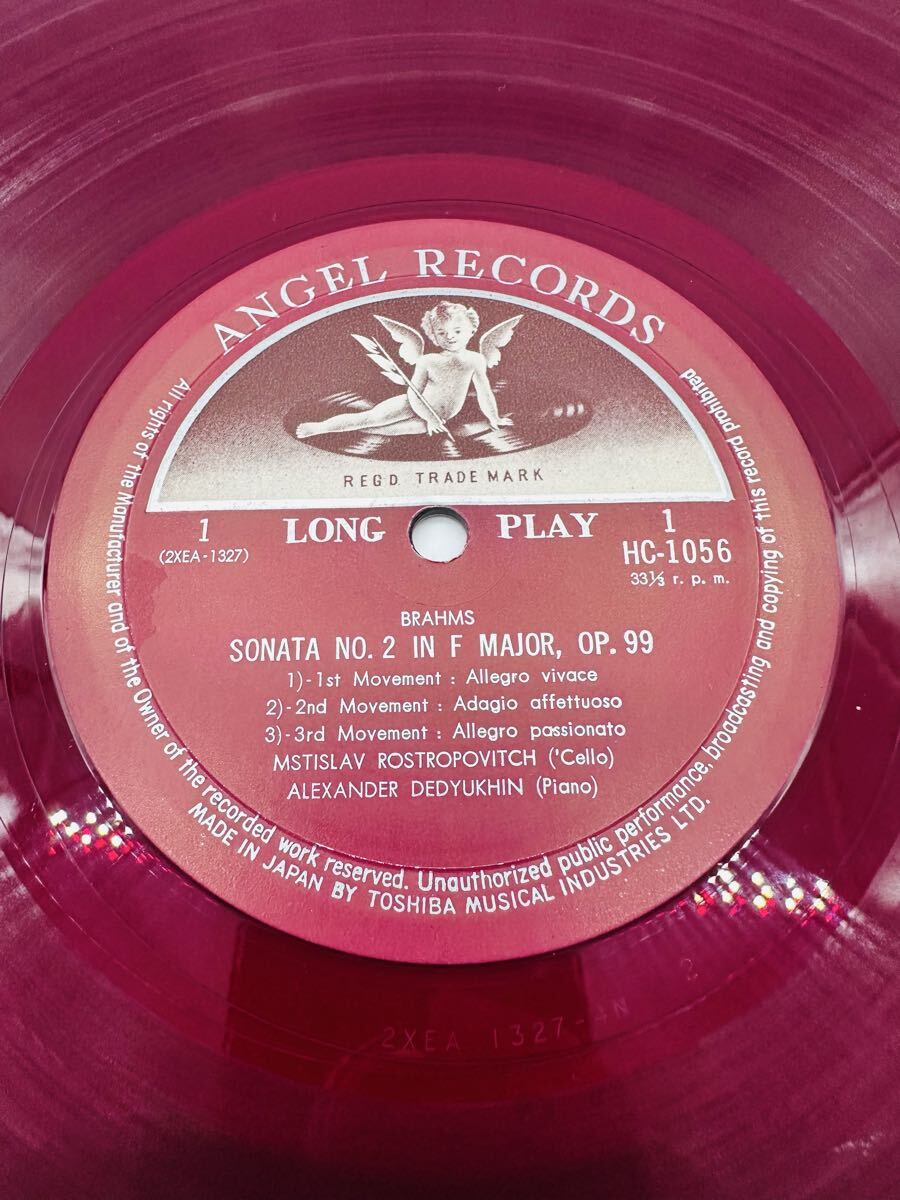 ANGEL RECORDS
REGD. TRADE MARK
1 LONG PLAY 1
(2XEA-1327) HC-1056
33⅓ r. p. m.
BRAHMS
SONATA NO. 2 IN F MAJOR, OP. 99
1)-1st Movement : Allegro vivace
2)-2nd Movement : Adagio affettuoso
3)-3rd Movement : Allegro passionato
MSTISLAV ROSTROPOVITCH ('Cello)
ALEXANDER DEDYUKHIN (Piano)
All rights of the Manufacturer and of the Owner of the recorded work reserved. Unauthorized public performance, broadcasting and copying of this record prohibited
MADE IN JAPAN BY TOSHIBA MUSICAL INDUSTRIES LTD.
2XEA 1327-4N 2